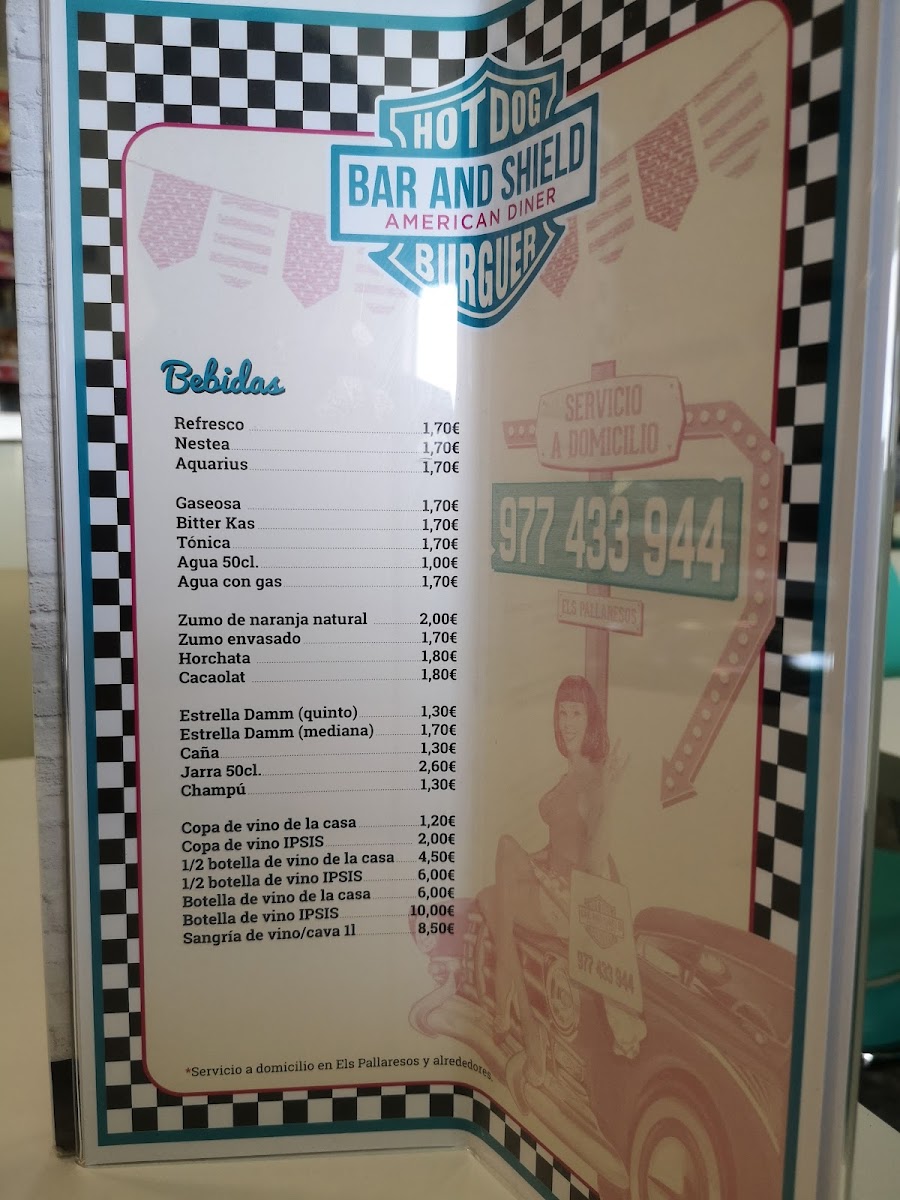 HOT DOG
BAR AND SHIELD
AMERICAN DINER
BURGUER
Bebidas
Refresco 1,70€
Nestea 1,70€
Aquarius 1,70€
Gaseosa 1,70€
Bitter Kas 1,70€
Tónica 1,70€
Agua 50cl. 1,00€
Agua con gas 1,70€
Zumo de naranja natural 2,00€
Zumo envasado 1,70€
Horchata 1,80€
Cacaolat 1,80€
Estrella Damm (quinto) 1,30€
Estrella Damm (mediana) 1,70€
Caña 1,30€
Jarra 50cl. 2,60€
Champú 1,30€
Copa de vino de la casa 1,20€
Copa de vino IPSIS 2,00€
1/2 botella de vino de la casa 4,50€
1/2 botella de vino IPSIS 6,00€
Botella de vino de la casa 6,00€
Botella de vino IPSIS 10,00€
Sangría de vino/cava 1l 8,50€
SERVICIO
A DOMICILIO
977 433 944
ELS PALLARESOS
977 433 944
*Servicio a domicilio en Els Pallaresos y alrededores.